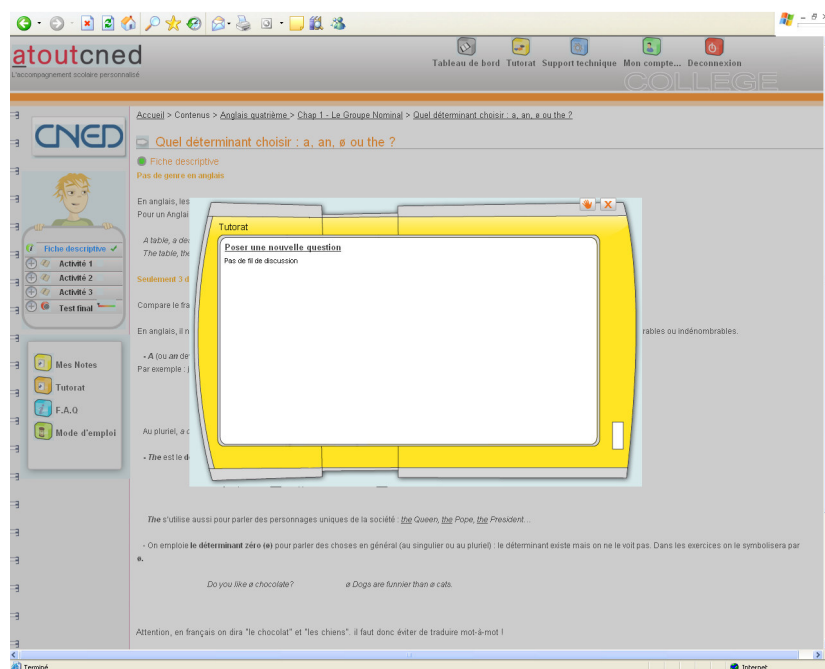 atoutcned
L'accompagnement scolaire personnalisé
Tableau de bord Tutorat Support technique Mon compte... Deconnexion
COLLEGE
Accueil > Contenus > Anglais quatrième > Chap 1 - Le Groupe Nominal > Quel déterminant choisir : a, an, ø ou the ?
CNED
Quel déterminant choisir : a, an, ø ou the ?
Fiche descriptive
Pas de genre en anglais
En anglais, les
Pour un Anglai
A table, a de
The table, the
Seulement 3 d
Compare le fra
En anglais, il n
rables ou indénombrables.
- A (ou an de
Par exemple : j
Au pluriel, a
- The est le d
Fiche descriptive
Activité 1
Activité 2
Activité 3
Test final
Mes Notes
Tutorat
F.A.Q
Mode d'emploi
Tutorat
Poser une nouvelle question
Pas de fil de discussion
The s'utilise aussi pour parler des personnages uniques de la société : the Queen, the Pope, the President...
- On emploie le déterminant zéro (ø) pour parler des choses en général (au singulier ou au pluriel) : le déterminant existe mais on ne le voit pas. Dans les exercices on le symbolisera par
ø.
Do you like ø chocolate? ø Dogs are funnier than ø cats.
Attention, en français on dira "le chocolat" et "les chiens". il faut donc éviter de traduire mot-à-mot !
Terminé
Internet